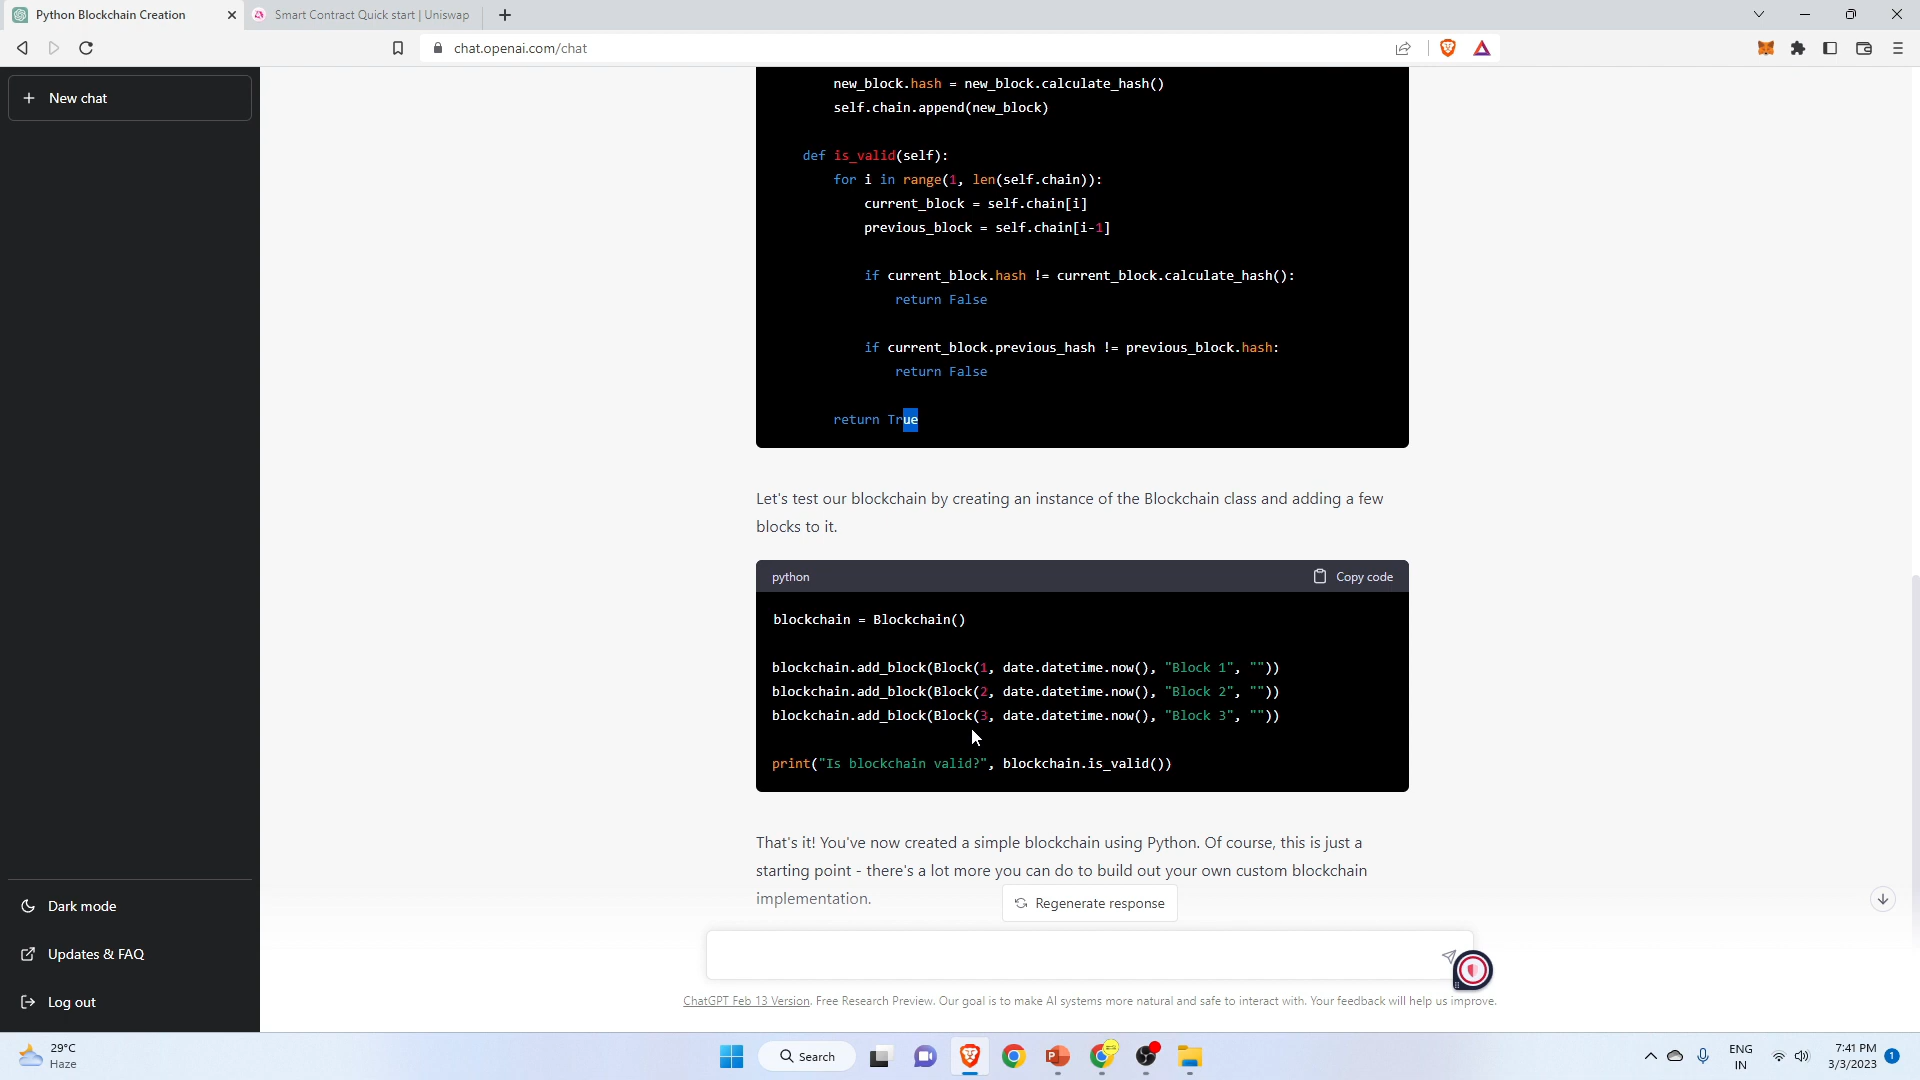 Python Blockchain Creation
Smart Contract Quick start | Uniswap
chat.openai.com/chat
New chat
new_block.hash = new_block.calculate_hash()
self.chain.append(new_block)
def is_valid(self):
for i in range(1, len(self.chain)):
current_block = self.chain[i]
previous_block = self.chain[i-1]
if current_block.hash != current_block.calculate_hash():
return False
if current_block.previous_hash != previous_block.hash:
return False
return True
Let's test our blockchain by creating an instance of the Blockchain class and adding a few
blocks to it.
python
Copy code
blockchain = Blockchain()
blockchain.add_block(Block(1, date.datetime.now(), "Block 1", ""))
blockchain.add_block(Block(2, date.datetime.now(), "Block 2", ""))
blockchain.add_block(Block(3, date.datetime.now(), "Block 3", ""))
print("Is blockchain valid?", blockchain.is_valid())
That's it! You've now created a simple blockchain using Python. Of course, this is just a
starting point - there's a lot more you can do to build out your own custom blockchain
implementation.
Regenerate response
Dark mode
Updates & FAQ
Log out
ChatGPT Feb 13 Version. Free Research Preview. Our goal is to make AI systems more natural and safe to interact with. Your feedback will help us improve.
29°C
Haze
Search
ENG
IN
7:41 PM
3/3/2023
1